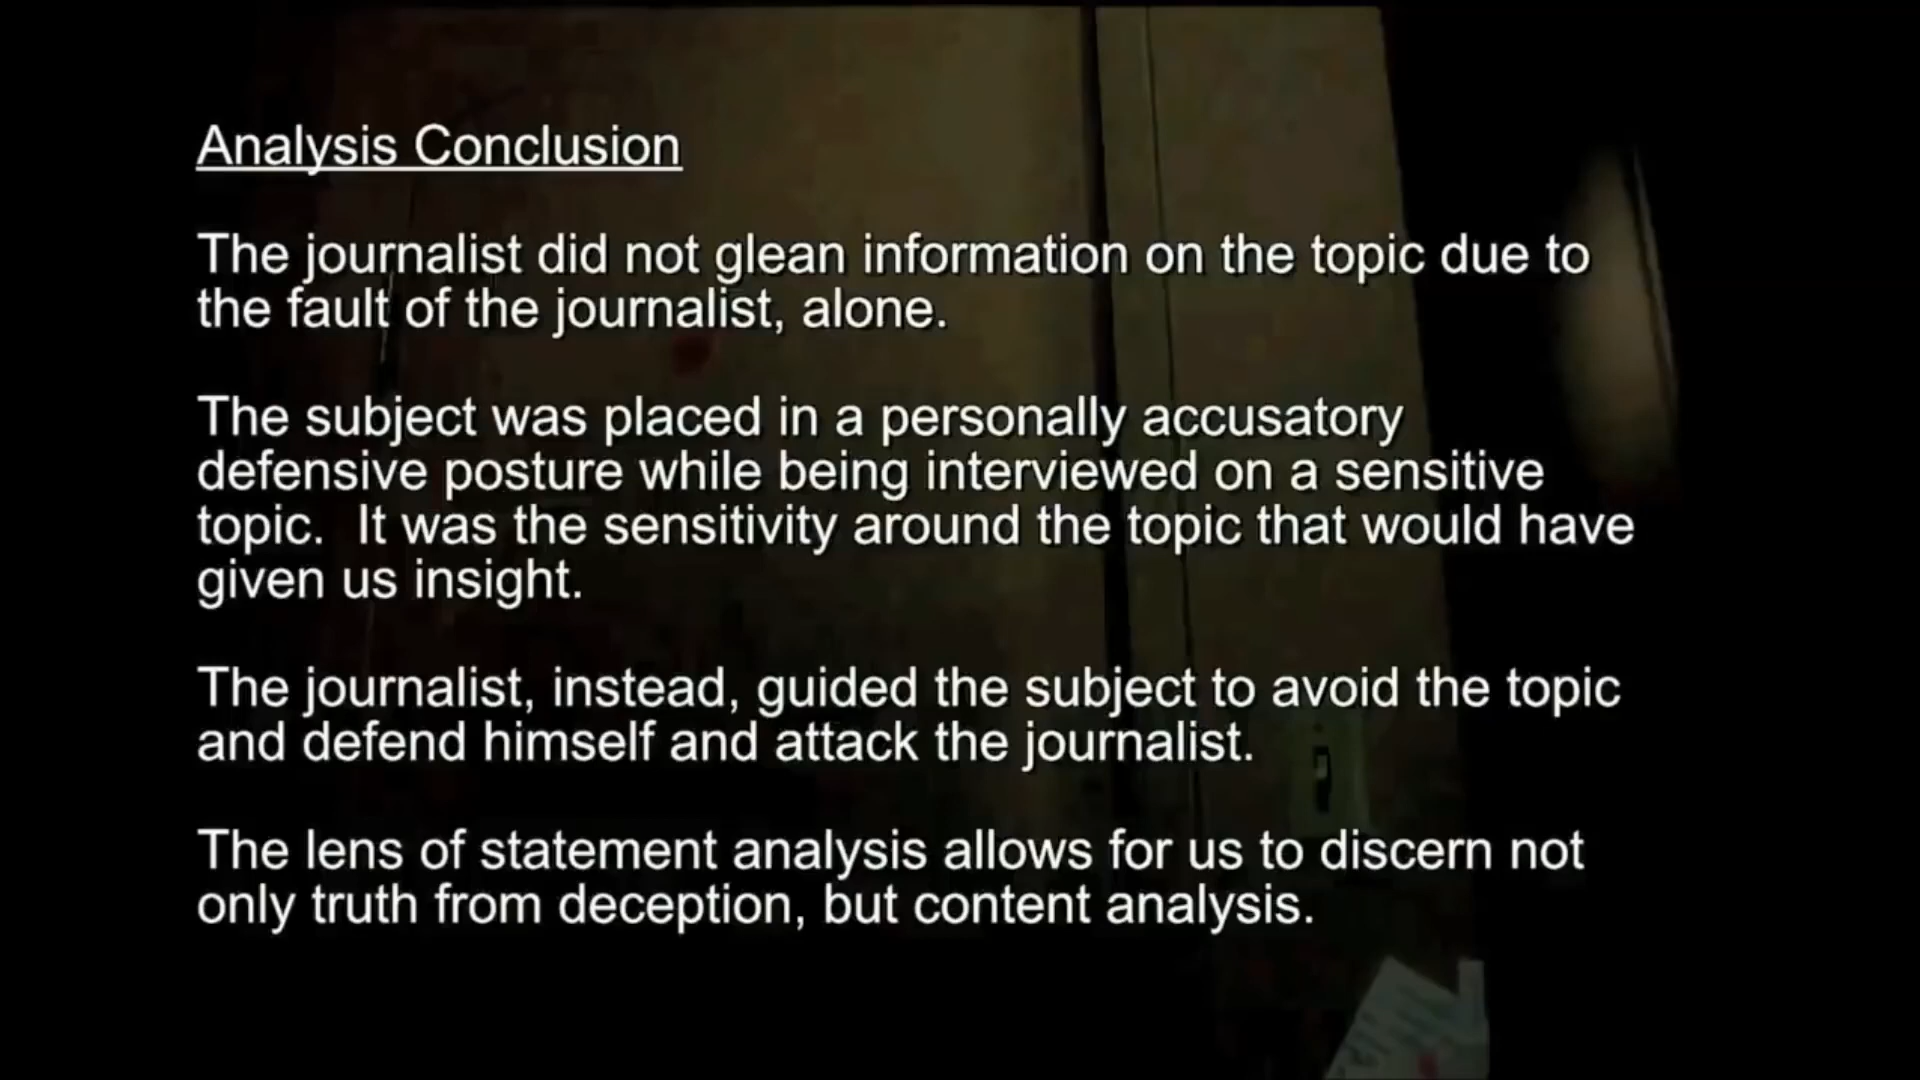 Analysis Conclusion
The journalist did not glean information on the topic due to
the fault of the journalist, alone.
The subject was placed in a personally accusatory
defensive posture while being interviewed on a sensitive
topic.  It was the sensitivity around the topic that would have
given us insight.
The journalist, instead, guided the subject to avoid the topic
and defend himself and attack the journalist.
The lens of statement analysis allows for us to discern not
only truth from deception, but content analysis.